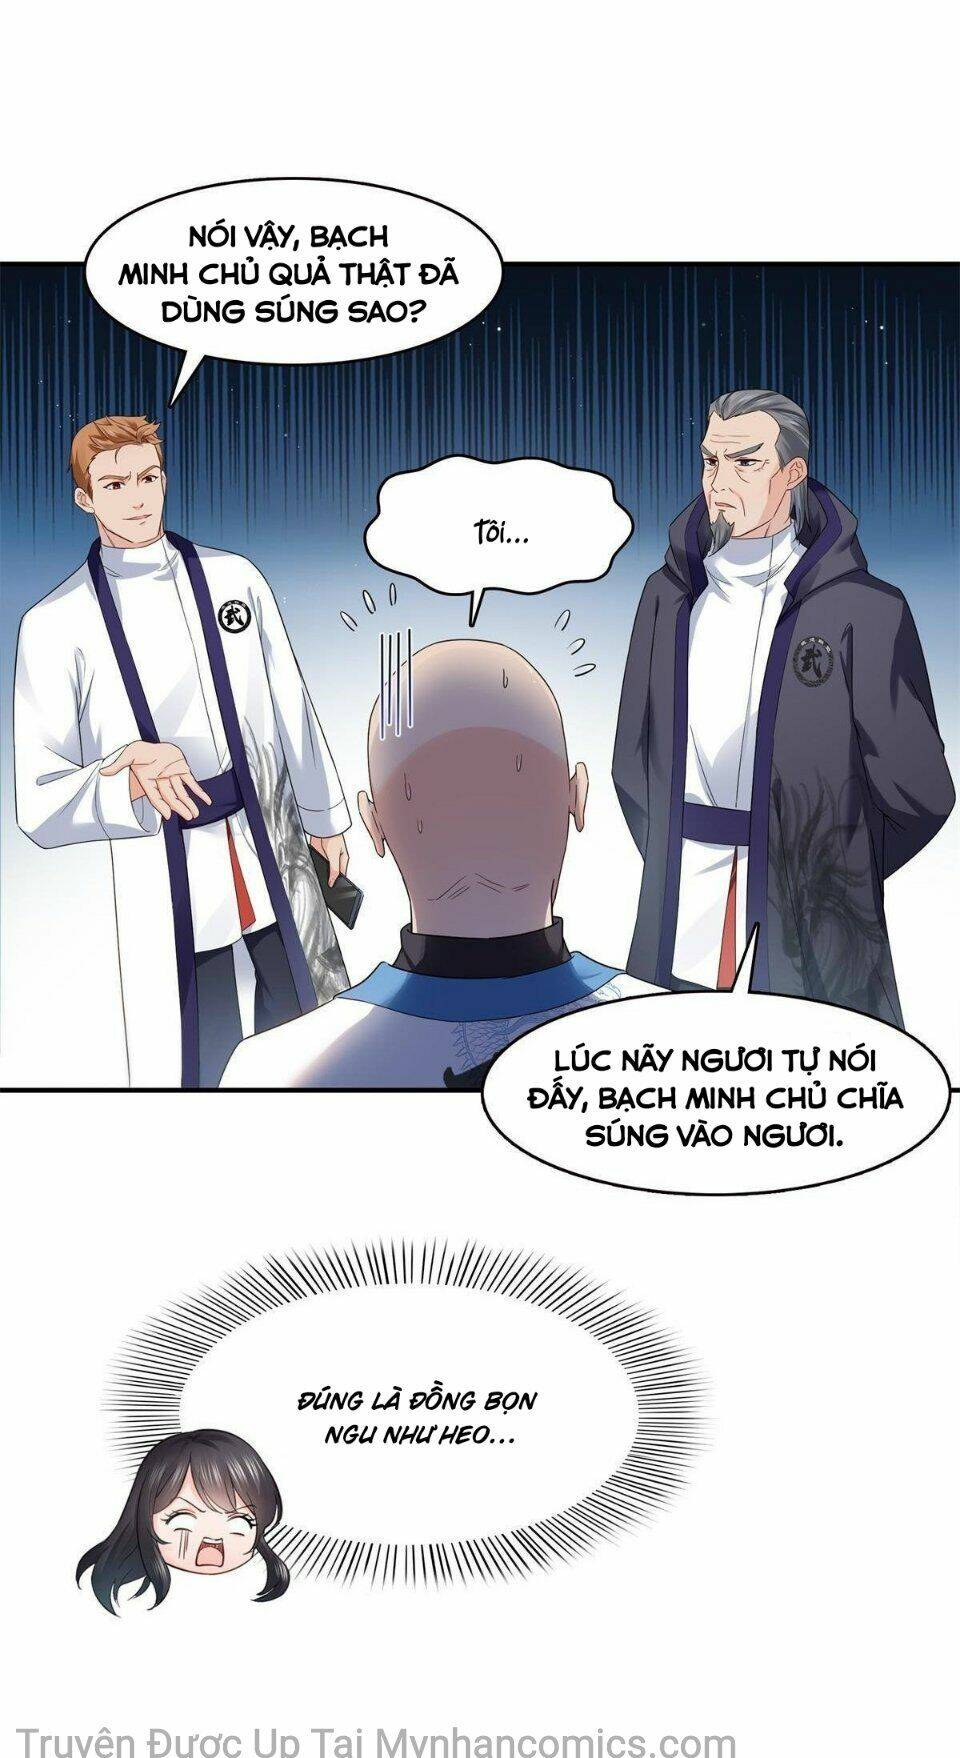 NÓI VẬY, BẠCH
MINH CHỦ QUẢ THẬT ĐÃ
DÙNG SÚNG SAO?
TÔI...
武
武
LÚC NÃY NGƯƠI TỰ NÓI
ĐẤY, BẠCH MINH CHỦ CHĨA
SÚNG VÀO NGƯƠI.
ĐÚNG LÀ ĐỒNG BỌN
NGU NHƯ HEO...
Truyện Được Up Tại Mynhancomics.com